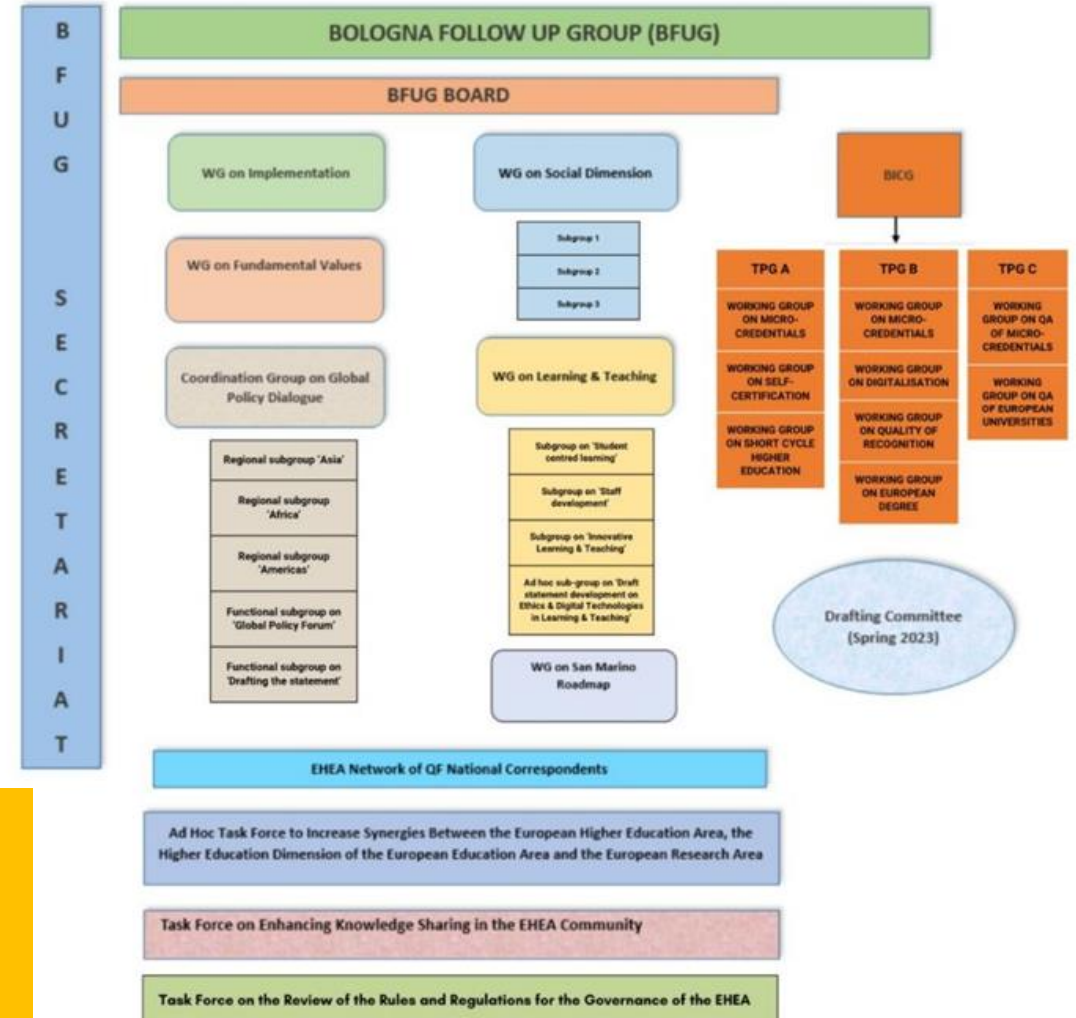 B
F
U
G
S
E
C
R
E
T
A
R
I
A
T
BOLOGNA FOLLOW UP GROUP (BFUG)
BFUG BOARD
WG on Implementation
WG on Fundamental Values
Coordination Group on Global
Policy Dialogue
Regional subgroup 'Asia'
Regional subgroup
'Africa'
Regional subgroup
'Americas'
Functional subgroup on
'Global Policy Forum'
Functional subgroup on
'Drafting the statement'
WG on Social Dimension
Subgroup 1
Subgroup 2
Subgroup 3
WG on Learning & Teaching
Subgroup on 'Student
centred learning'
Subgroup on 'Staff
development'
Subgroup on 'Innovative
Learning & Teaching'
Ad hoc sub-group on 'Draft
statement development on
Ethics & Digital Technologies
in Learning & Teaching'
WG on San Marino
Roadmap
BICG
TPG A
WORKING GROUP
ON MICRO-
CREDENTIALS
WORKING GROUP
ON SELF-
CERTIFICATION
WORKING GROUP
ON SHORT CYCLE
HIGHER
EDUCATION
TPG B
WORKING GROUP
ON MICRO-
CREDENTIALS
WORKING GROUP
ON DIGITALISATION
WORKING GROUP
ON QUALITY OF
RECOGNITION
WORKING GROUP
ON EUROPEAN
DEGREE
TPG C
WORKING
GROUP ON QA
OF MICRO-
CREDENTIALS
WORKING
GROUP ON QA
OF EUROPEAN
UNIVERSITIES
Drafting Committee
(Spring 2023)
EHEA Network of QF National Correspondents
Ad Hoc Task Force to Increase Synergies Between the European Higher Education Area, the
Higher Education Dimension of the European Education Area and the European Research Area
Task Force on Enhancing Knowledge Sharing in the EHEA Community
Task Force on the Review of the Rules and Regulations for the Governance of the EHEA